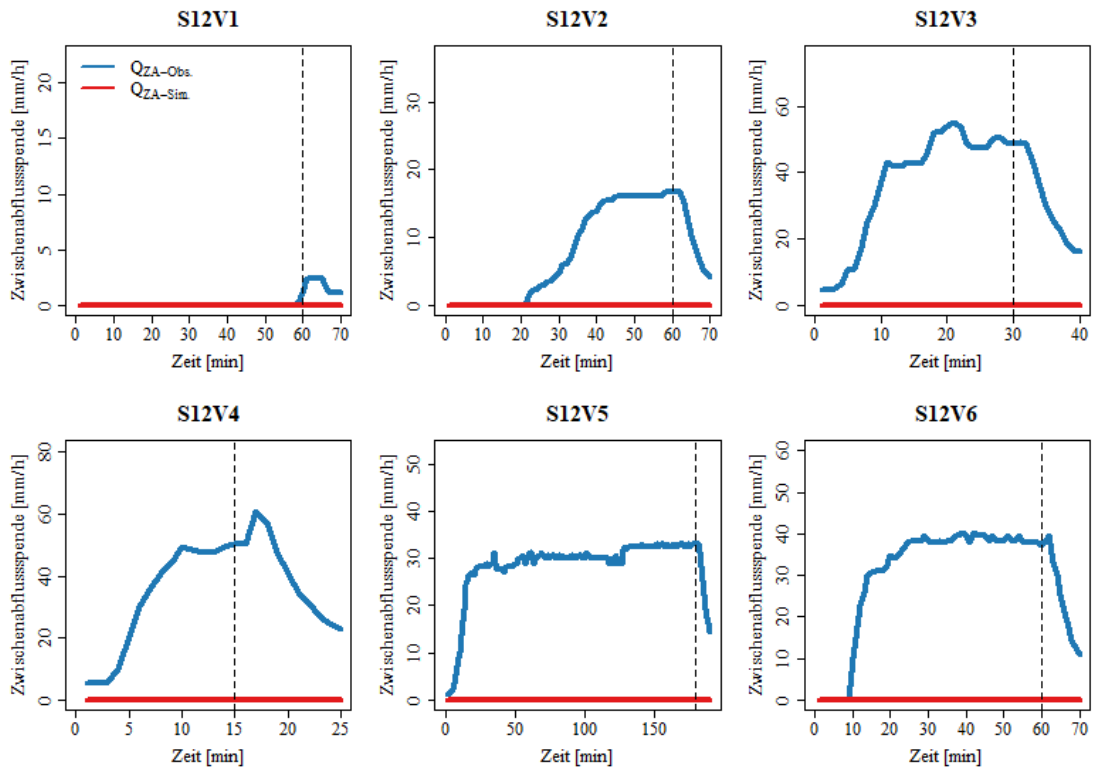 S12V1
Zwischenabflussspende [mm/h]
20
15
10
5
0
Q ZA−Obs.
Q ZA−Sim.
0 10 20 30 40 50 60 70
Zeit [min]
S12V2
Zwischenabflussspende [mm/h]
30
20
10
0
0 10 20 30 40 50 60 70
Zeit [min]
S12V3
Zwischenabflussspende [mm/h]
60
40
20
0
0 10 20 30 40
Zeit [min]
S12V4
Zwischenabflussspende [mm/h]
80
60
40
20
0
0 5 10 15 20 25
Zeit [min]
S12V5
Zwischenabflussspende [mm/h]
50
40
30
20
10
0
0 50 100 150
Zeit [min]
S12V6
Zwischenabflussspende [mm/h]
60
50
40
30
20
10
0
0 10 20 30 40 50 60 70
Zeit [min]